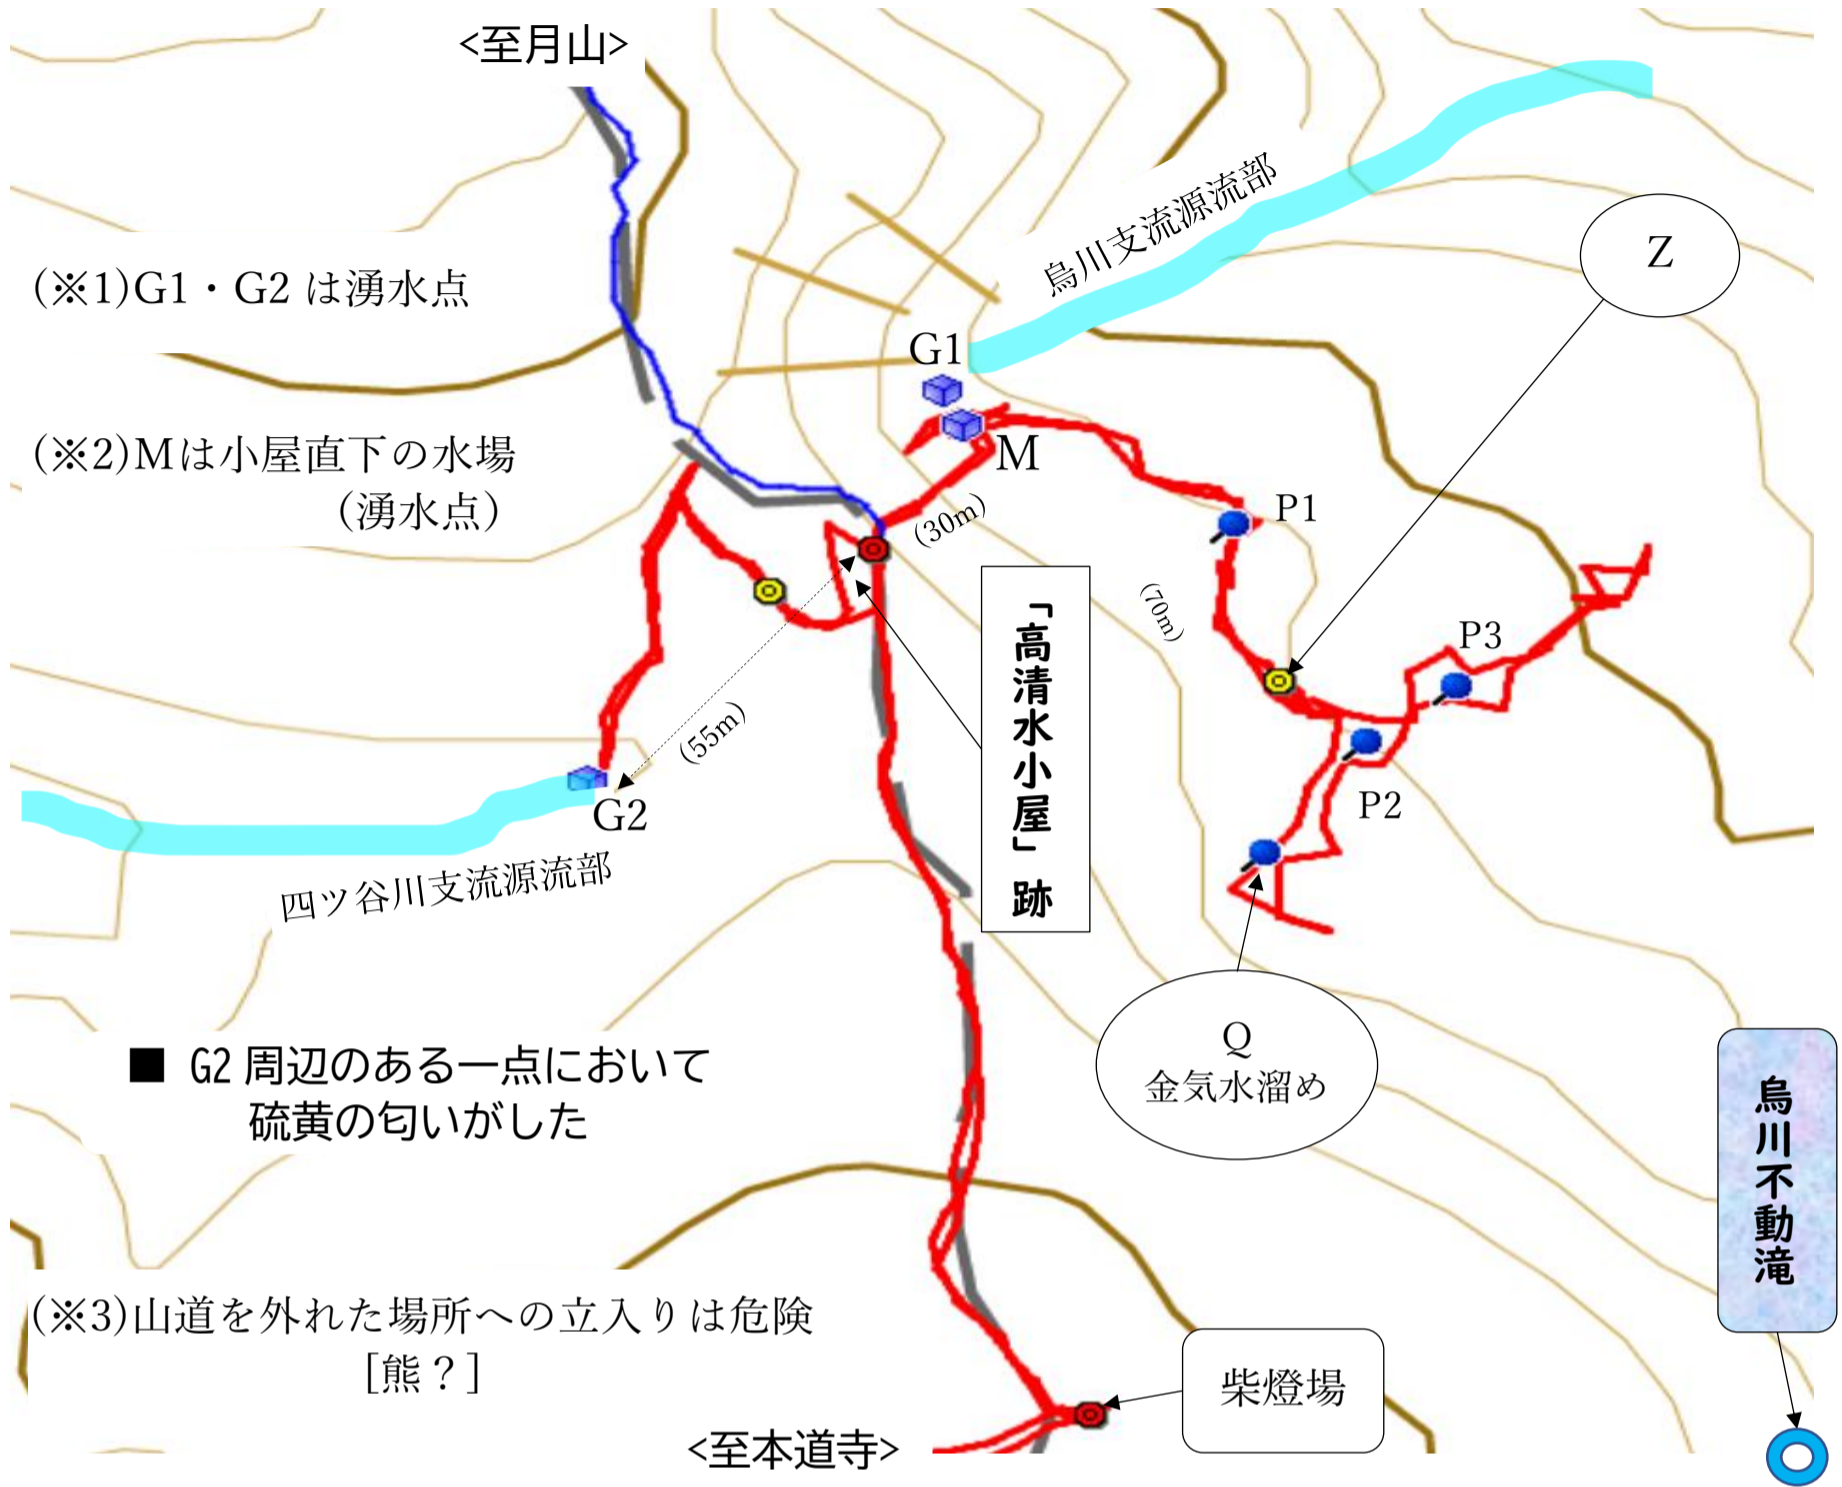 <至月山>
烏川支流源流部
Z
(※1)G1・G2 は湧水点
G1
(※2)Mは小屋直下の水場
（湧水点）
M
(30m)
P1
(70m)
P3
P2
「高清水小屋」跡
(55m)
G2
四ツ谷川支流源流部
Q
金気水溜め
■ G2 周辺のある一点において
硫黄の匂いがした
烏川不動滝
(※3)山道を外れた場所への立入りは危険
[熊？]
柴燈場
<至本道寺>